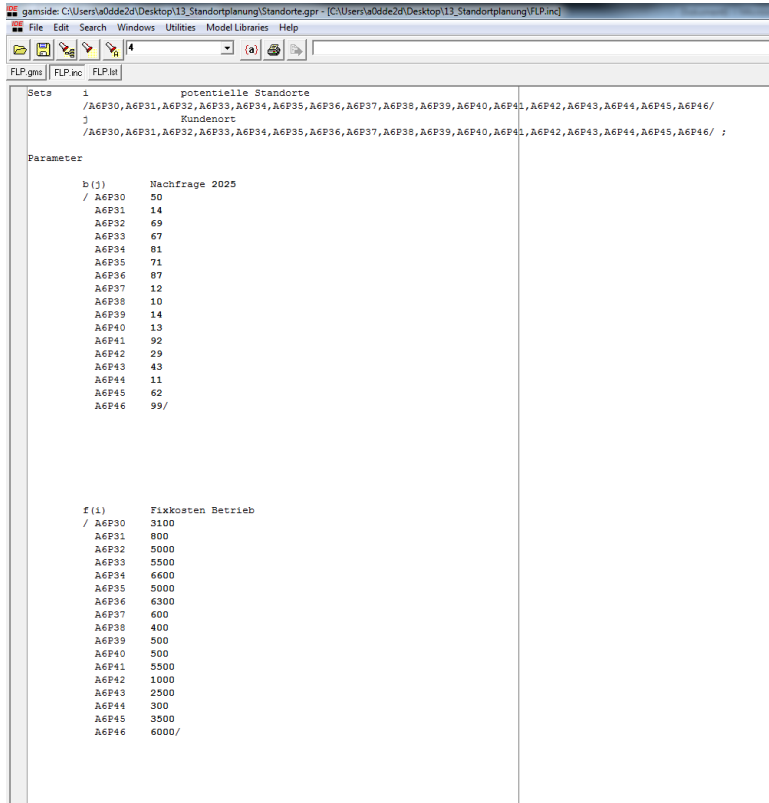 gamside: C:\Users\a0dde2d\Desktop\13_Standortplanung\Standorte.gpr - [C:\Users\a0dde2d\Desktop\13_Standortplanung\FLP.inc]
IDE File Edit Search Windows Utilities Model Libraries Help
4 {a}
FLP.gms FLP.inc FLP.lst
Sets i potentielle Standorte
/A6P30,A6P31,A6P32,A6P33,A6P34,A6P35,A6P36,A6P37,A6P38,A6P39,A6P40,A6P41,A6P42,A6P43,A6P44,A6P45,A6P46/
j Kundenort
/A6P30,A6P31,A6P32,A6P33,A6P34,A6P35,A6P36,A6P37,A6P38,A6P39,A6P40,A6P41,A6P42,A6P43,A6P44,A6P45,A6P46/ ;
Parameter
b(j) Nachfrage 2025
/ A6P30 50
A6P31 14
A6P32 69
A6P33 67
A6P34 81
A6P35 71
A6P36 87
A6P37 12
A6P38 10
A6P39 14
A6P40 13
A6P41 92
A6P42 29
A6P43 43
A6P44 11
A6P45 62
A6P46 99/
f(i) Fixkosten Betrieb
/ A6P30 3100
A6P31 800
A6P32 5000
A6P33 5500
A6P34 6600
A6P35 5000
A6P36 6300
A6P37 600
A6P38 400
A6P39 500
A6P40 500
A6P41 5500
A6P42 1000
A6P43 2500
A6P44 300
A6P45 3500
A6P46 6000/